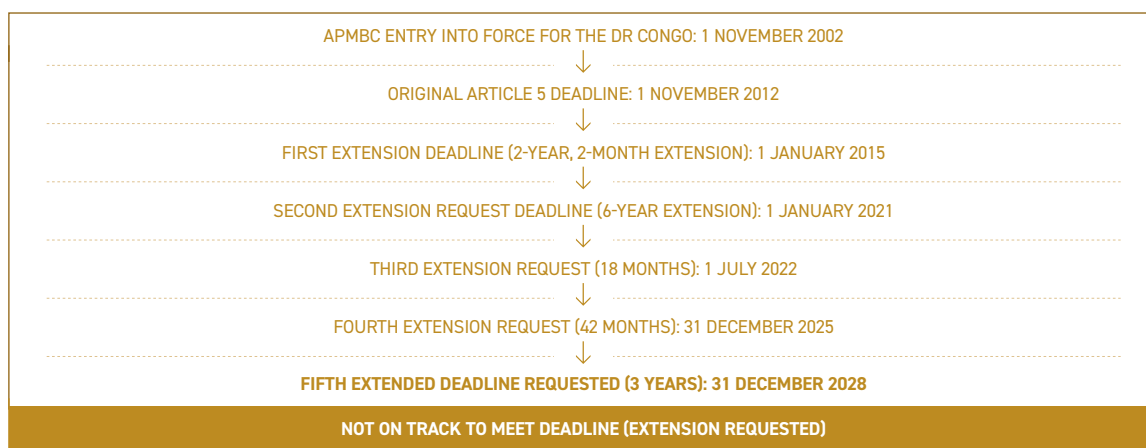 APMBC ENTRY INTO FORCE FOR THE DR CONGO: 1 NOVEMBER 2002
ORIGINAL ARTICLE 5 DEADLINE: 1 NOVEMBER 2012
FIRST EXTENSION DEADLINE (2-YEAR, 2-MONTH EXTENSION): 1 JANUARY 2015
SECOND EXTENSION REQUEST DEADLINE (6-YEAR EXTENSION): 1 JANUARY 2021
THIRD EXTENSION REQUEST (18 MONTHS): 1 JULY 2022
FOURTH EXTENSION REQUEST (42 MONTHS): 31 DECEMBER 2025
FIFTH EXTENDED DEADLINE REQUESTED (3 YEARS): 31 DECEMBER 2028
NOT ON TRACK TO MEET DEADLINE (EXTENSION REQUESTED)